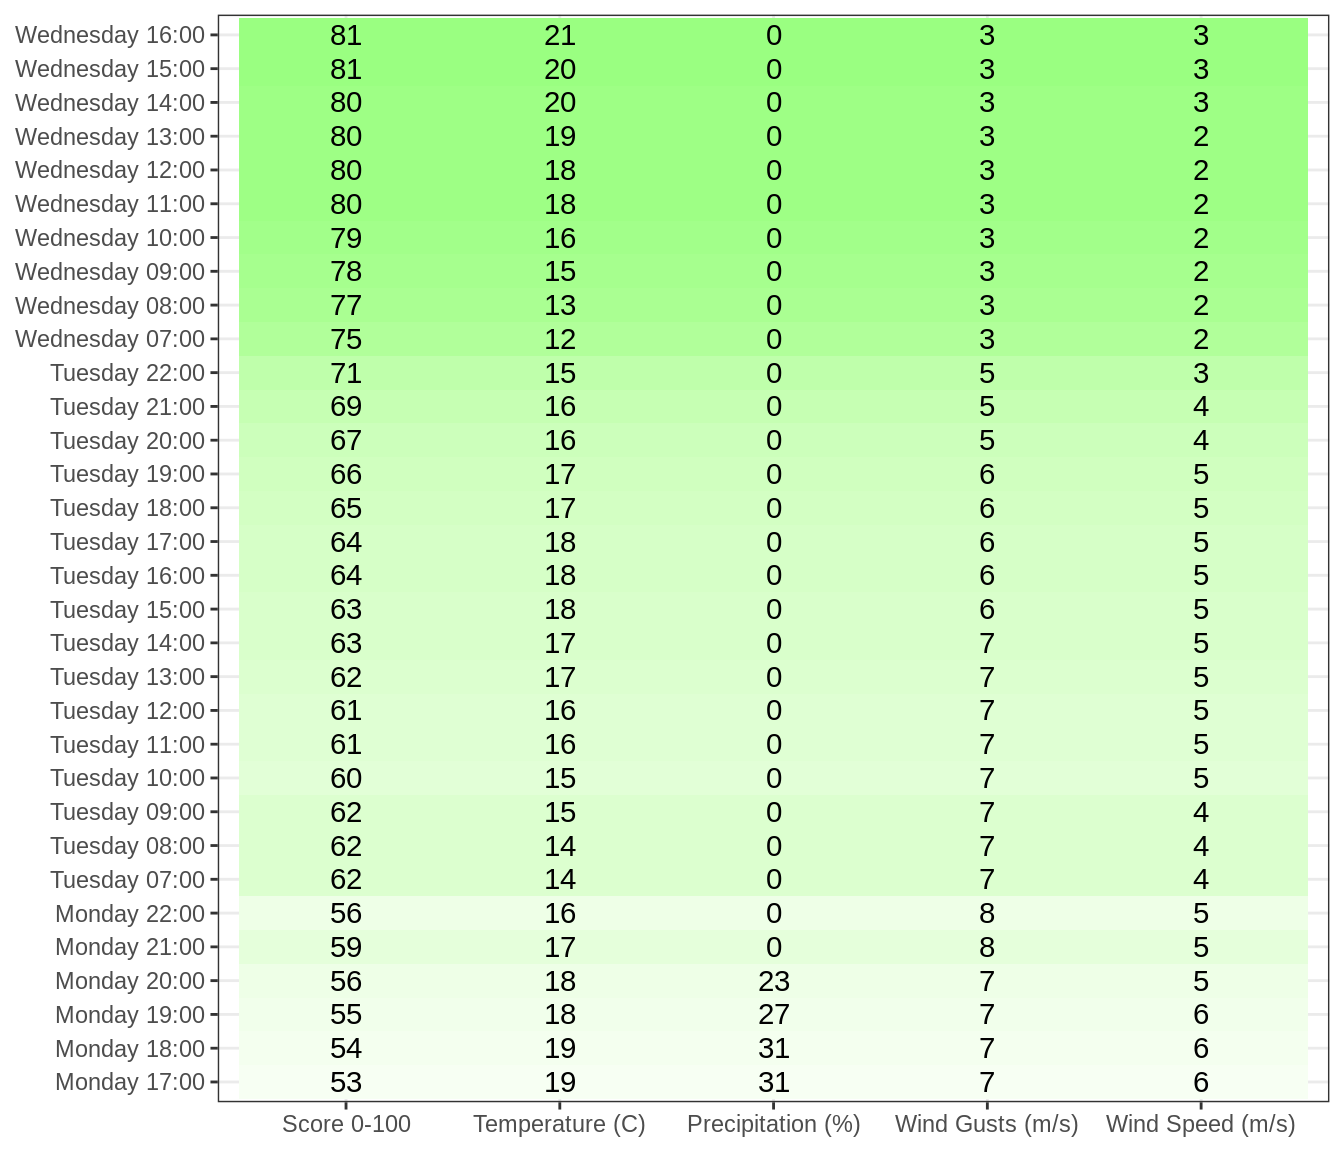 Wednesday 16:00 81 21 0 3 3
Wednesday 15:00 81 20 0 3 3
Wednesday 14:00 80 20 0 3 3
Wednesday 13:00 80 19 0 3 2
Wednesday 12:00 80 18 0 3 2
Wednesday 11:00 80 18 0 3 2
Wednesday 10:00 79 16 0 3 2
Wednesday 09:00 78 15 0 3 2
Wednesday 08:00 77 13 0 3 2
Wednesday 07:00 75 12 0 3 2
Tuesday 22:00 71 15 0 5 3
Tuesday 21:00 69 16 0 5 4
Tuesday 20:00 67 16 0 5 4
Tuesday 19:00 66 17 0 6 5
Tuesday 18:00 65 17 0 6 5
Tuesday 17:00 64 18 0 6 5
Tuesday 16:00 64 18 0 6 5
Tuesday 15:00 63 18 0 6 5
Tuesday 14:00 63 17 0 7 5
Tuesday 13:00 62 17 0 7 5
Tuesday 12:00 61 16 0 7 5
Tuesday 11:00 61 16 0 7 5
Tuesday 10:00 60 15 0 7 5
Tuesday 09:00 62 15 0 7 4
Tuesday 08:00 62 14 0 7 4
Tuesday 07:00 62 14 0 7 4
Monday 22:00 56 16 0 8 5
Monday 21:00 59 17 0 8 5
Monday 20:00 56 18 23 7 5
Monday 19:00 55 18 27 7 6
Monday 18:00 54 19 31 7 6
Monday 17:00 53 19 31 7 6
Score 0-100 Temperature (C) Precipitation (%) Wind Gusts (m/s) Wind Speed (m/s)